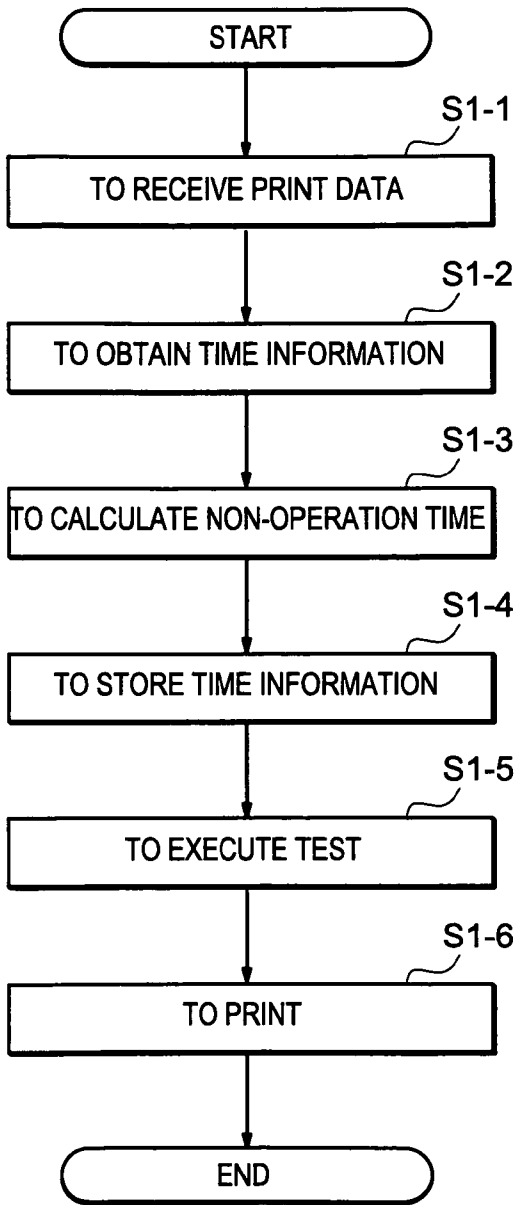 START
S1-1
TO RECEIVE PRINT DATA
S1-2
TO OBTAIN TIME INFORMATION
S1-3
TO CALCULATE NON-OPERATION TIME
S1-4
TO STORE TIME INFORMATION
S1-5
TO EXECUTE TEST
S1-6
TO PRINT
END